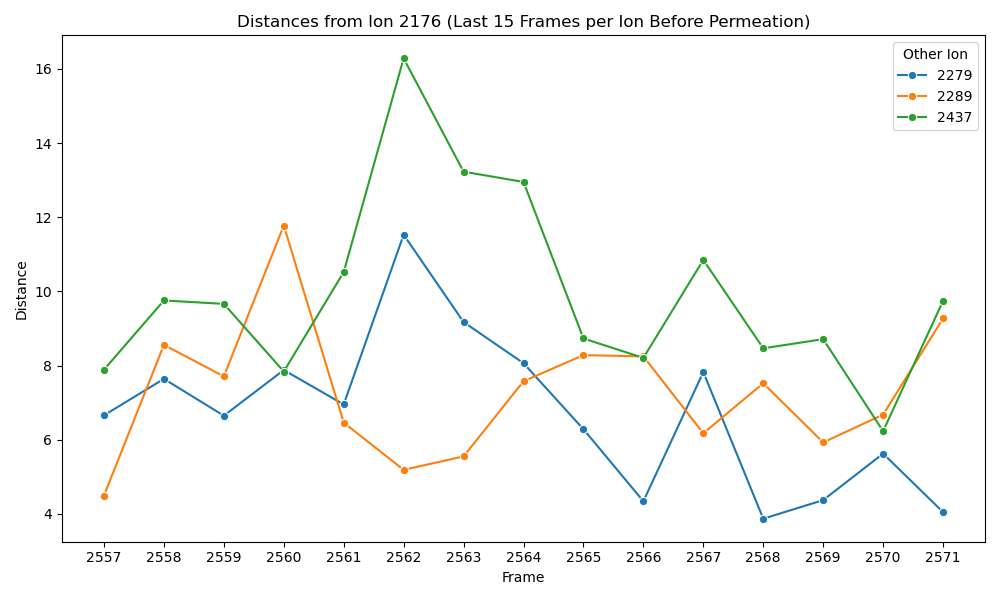 Distances from Ion 2176 (Last 15 Frames per Ion Before Permeation)
Other Ion
2279
2289
2437
Distance
16
14
12
10
8
6
4
2557 2558 2559 2560 2561 2562 2563 2564 2565 2566 2567 2568 2569 2570 2571
Frame